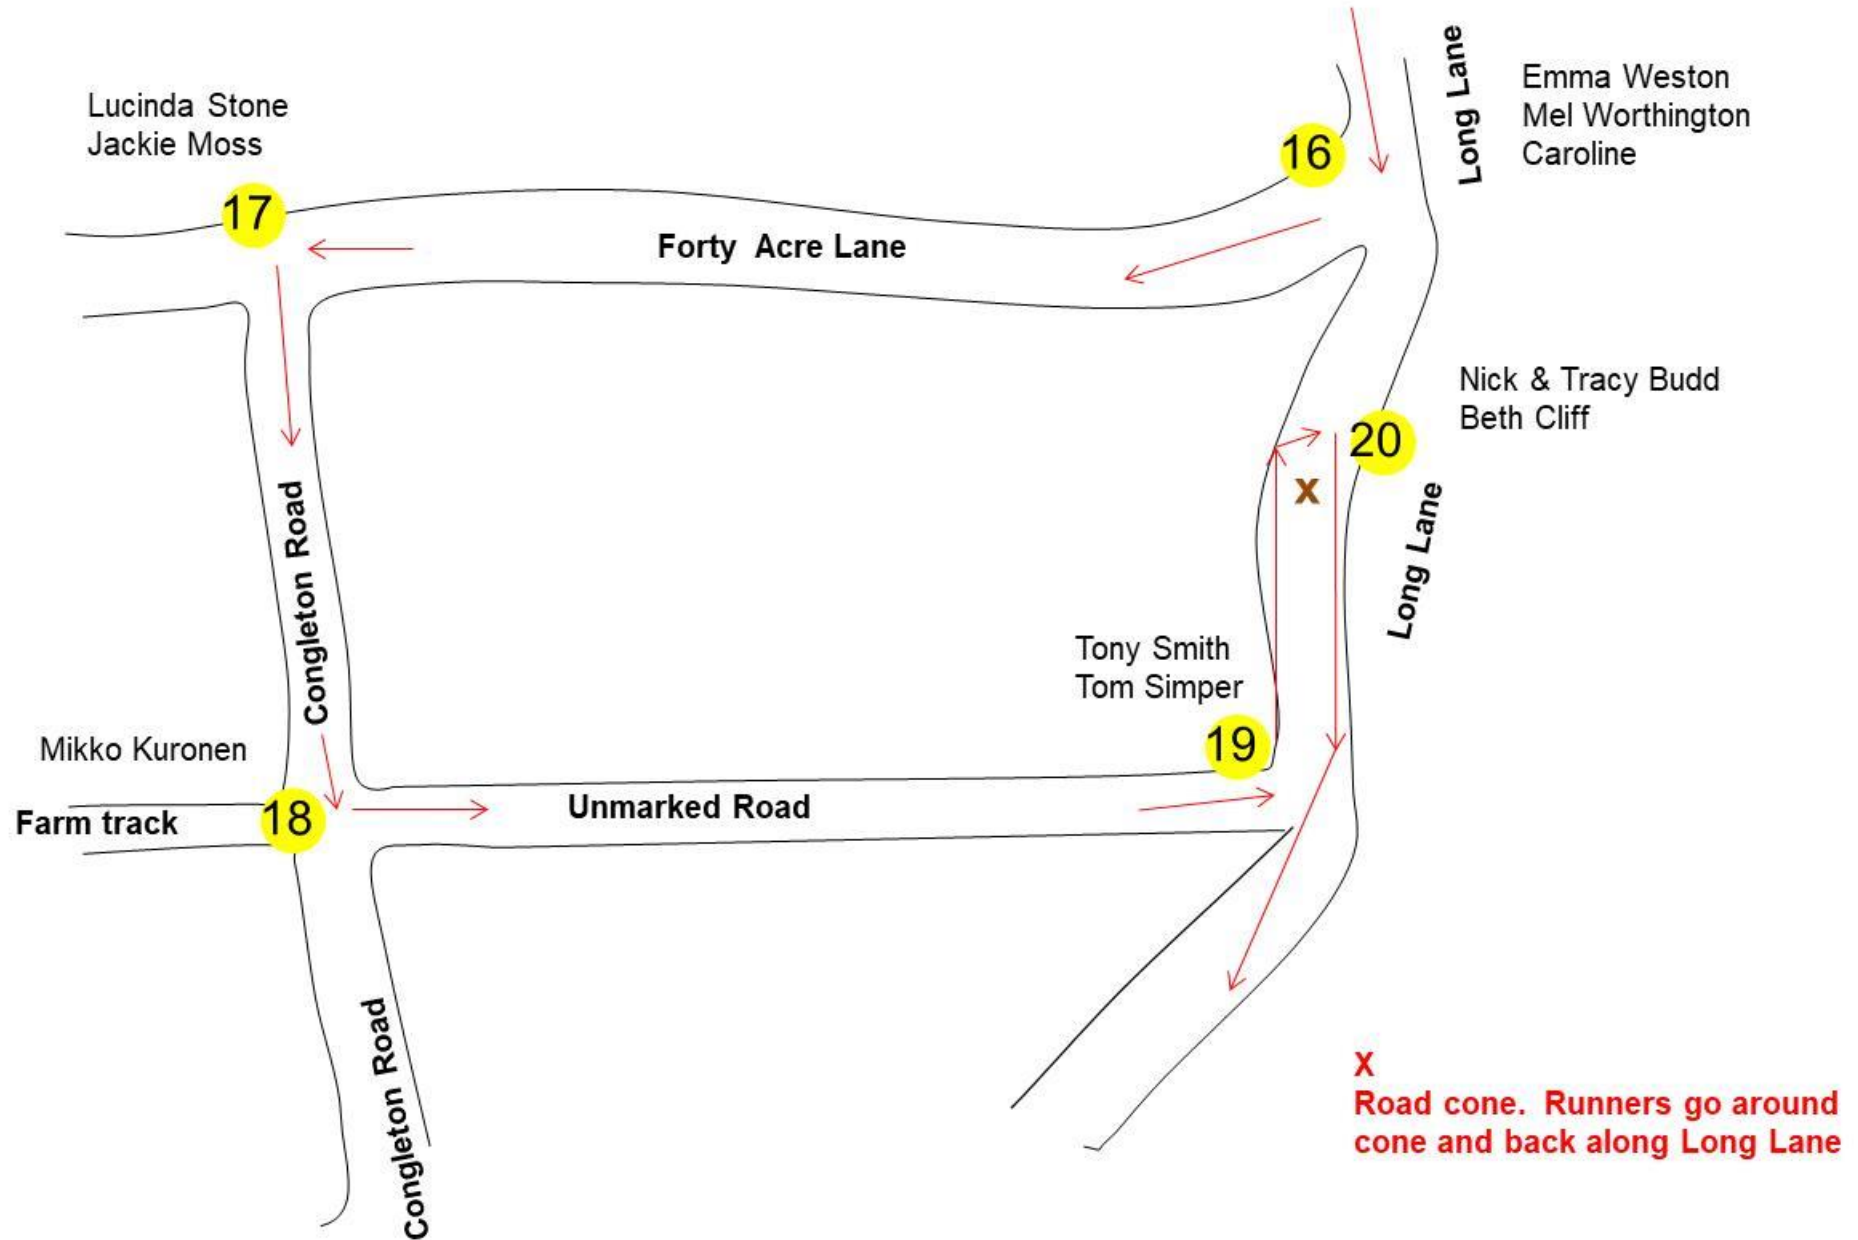 Long Lane
Emma Weston
Mel Worthington
Caroline
Lucinda Stone
Jackie Moss
16
17
Forty Acre Lane
Nick & Tracy Budd
Beth Cliff
20
X
Long Lane
Congleton Road
Tony Smith
Tom Simper
19
Mikko Kuronen
18
Farm track
Unmarked Road
Congleton Road
X
Road cone. Runners go around
cone and back along Long Lane